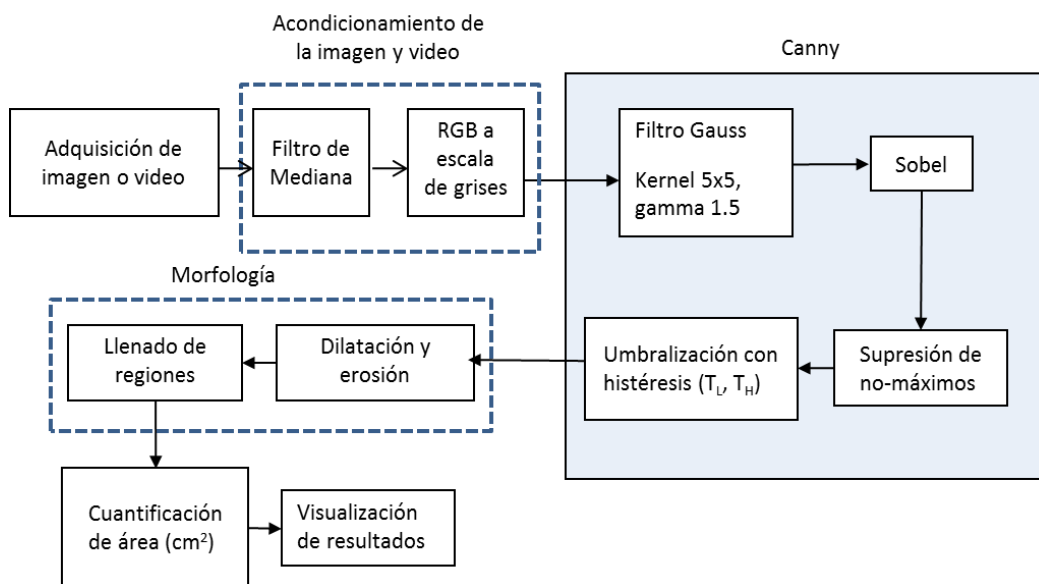 Acondicionamiento de
la imagen y video
Canny
Adquisición de
imagen o video
Filtro de
Mediana
RGB a
escala
de grises
Filtro Gauss
Kernel 5x5,
gamma 1.5
Sobel
Supresión de
no-máximos
Umbralización con
histéresis (T_L, T_H)
Morfología
Dilatación y
erosión
Llenado de
regiones
Cuantificación
de área (cm²)
Visualización
de resultados